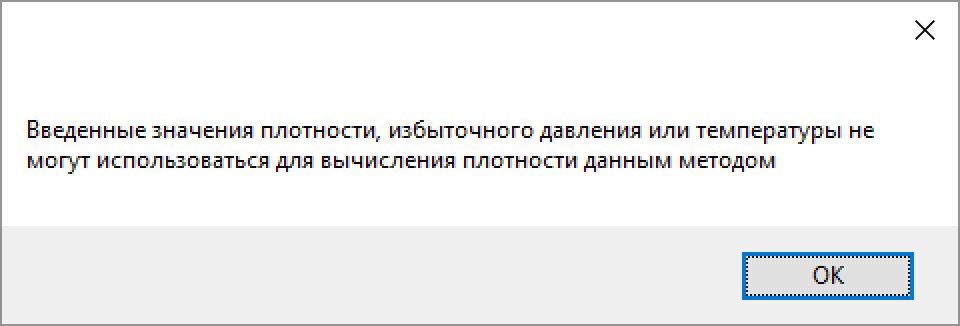 Введенные значения плотности, избыточного давления или температуры не
могут использоваться для вычисления плотности данным методом
OK